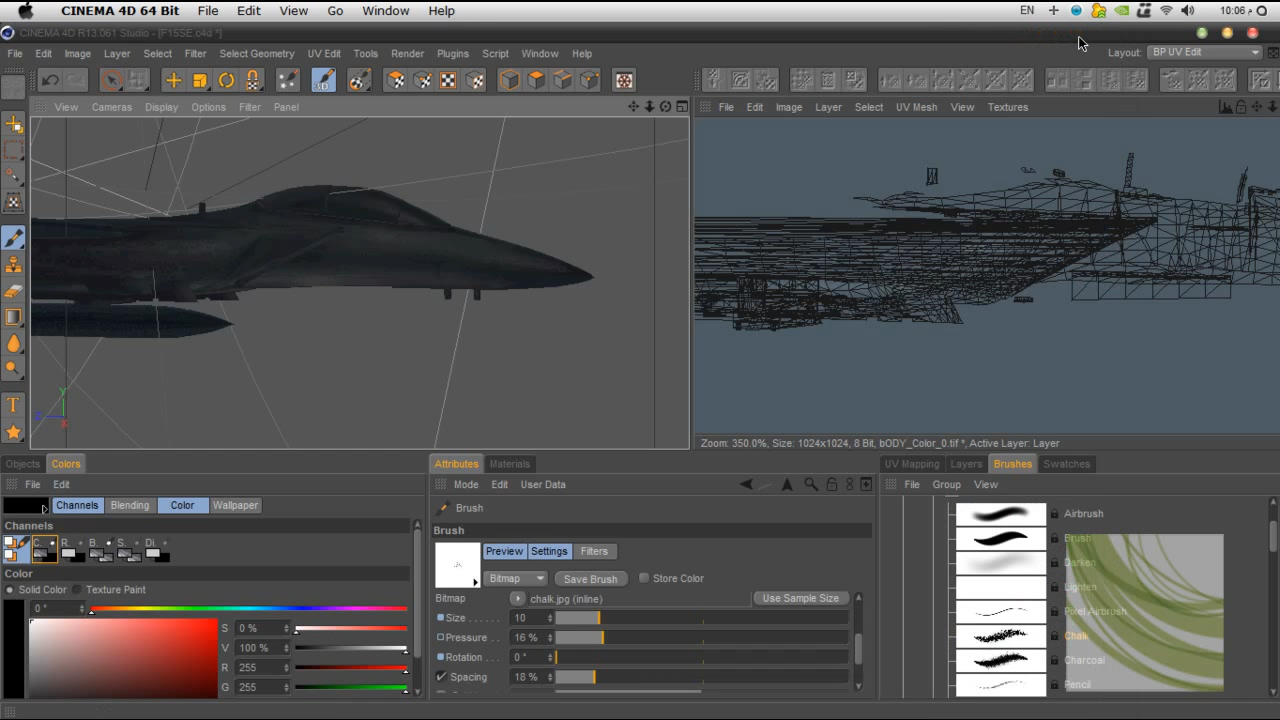 CINEMA 4D 64 Bit File Edit View Go Window Help EN 10:06 م
CINEMA 4D R13.061 Studio - [F15SE.c4d *]
File Edit Image Layer Select Filter Select Geometry UV Edit Tools Render Plugins Script Window Help Layout: BP UV Edit
3D
View Cameras Display Options Filter Panel
File Edit Image Layer Select UV Mesh View Textures
Y
Z
X
T
Zoom: 350.0%, Size: 1024x1024, 8 Bit, bODY_Color_0.tif *, Active Layer: Layer
Objects Colors
Attributes Materials
UV Mapping Layers Brushes Swatches
File Edit
Mode Edit User Data
File Group View
Channels Blending Color Wallpaper
Brush
Channels
Brush
C. R. B. S. Di.
Preview Settings Filters
Bitmap Save Brush Store Color
Color
Solid Color Texture Paint
Bitmap chalk.jpg (inline) Use Sample Size
0 °
Size 10
S 0 %
Pressure 16 %
V 100 %
Rotation 0 °
R 255
Spacing 18 %
G 255
Airbrush
Brush
Darken
Lighten
Pixel Airbrush
Chalk
Charcoal
Pencil